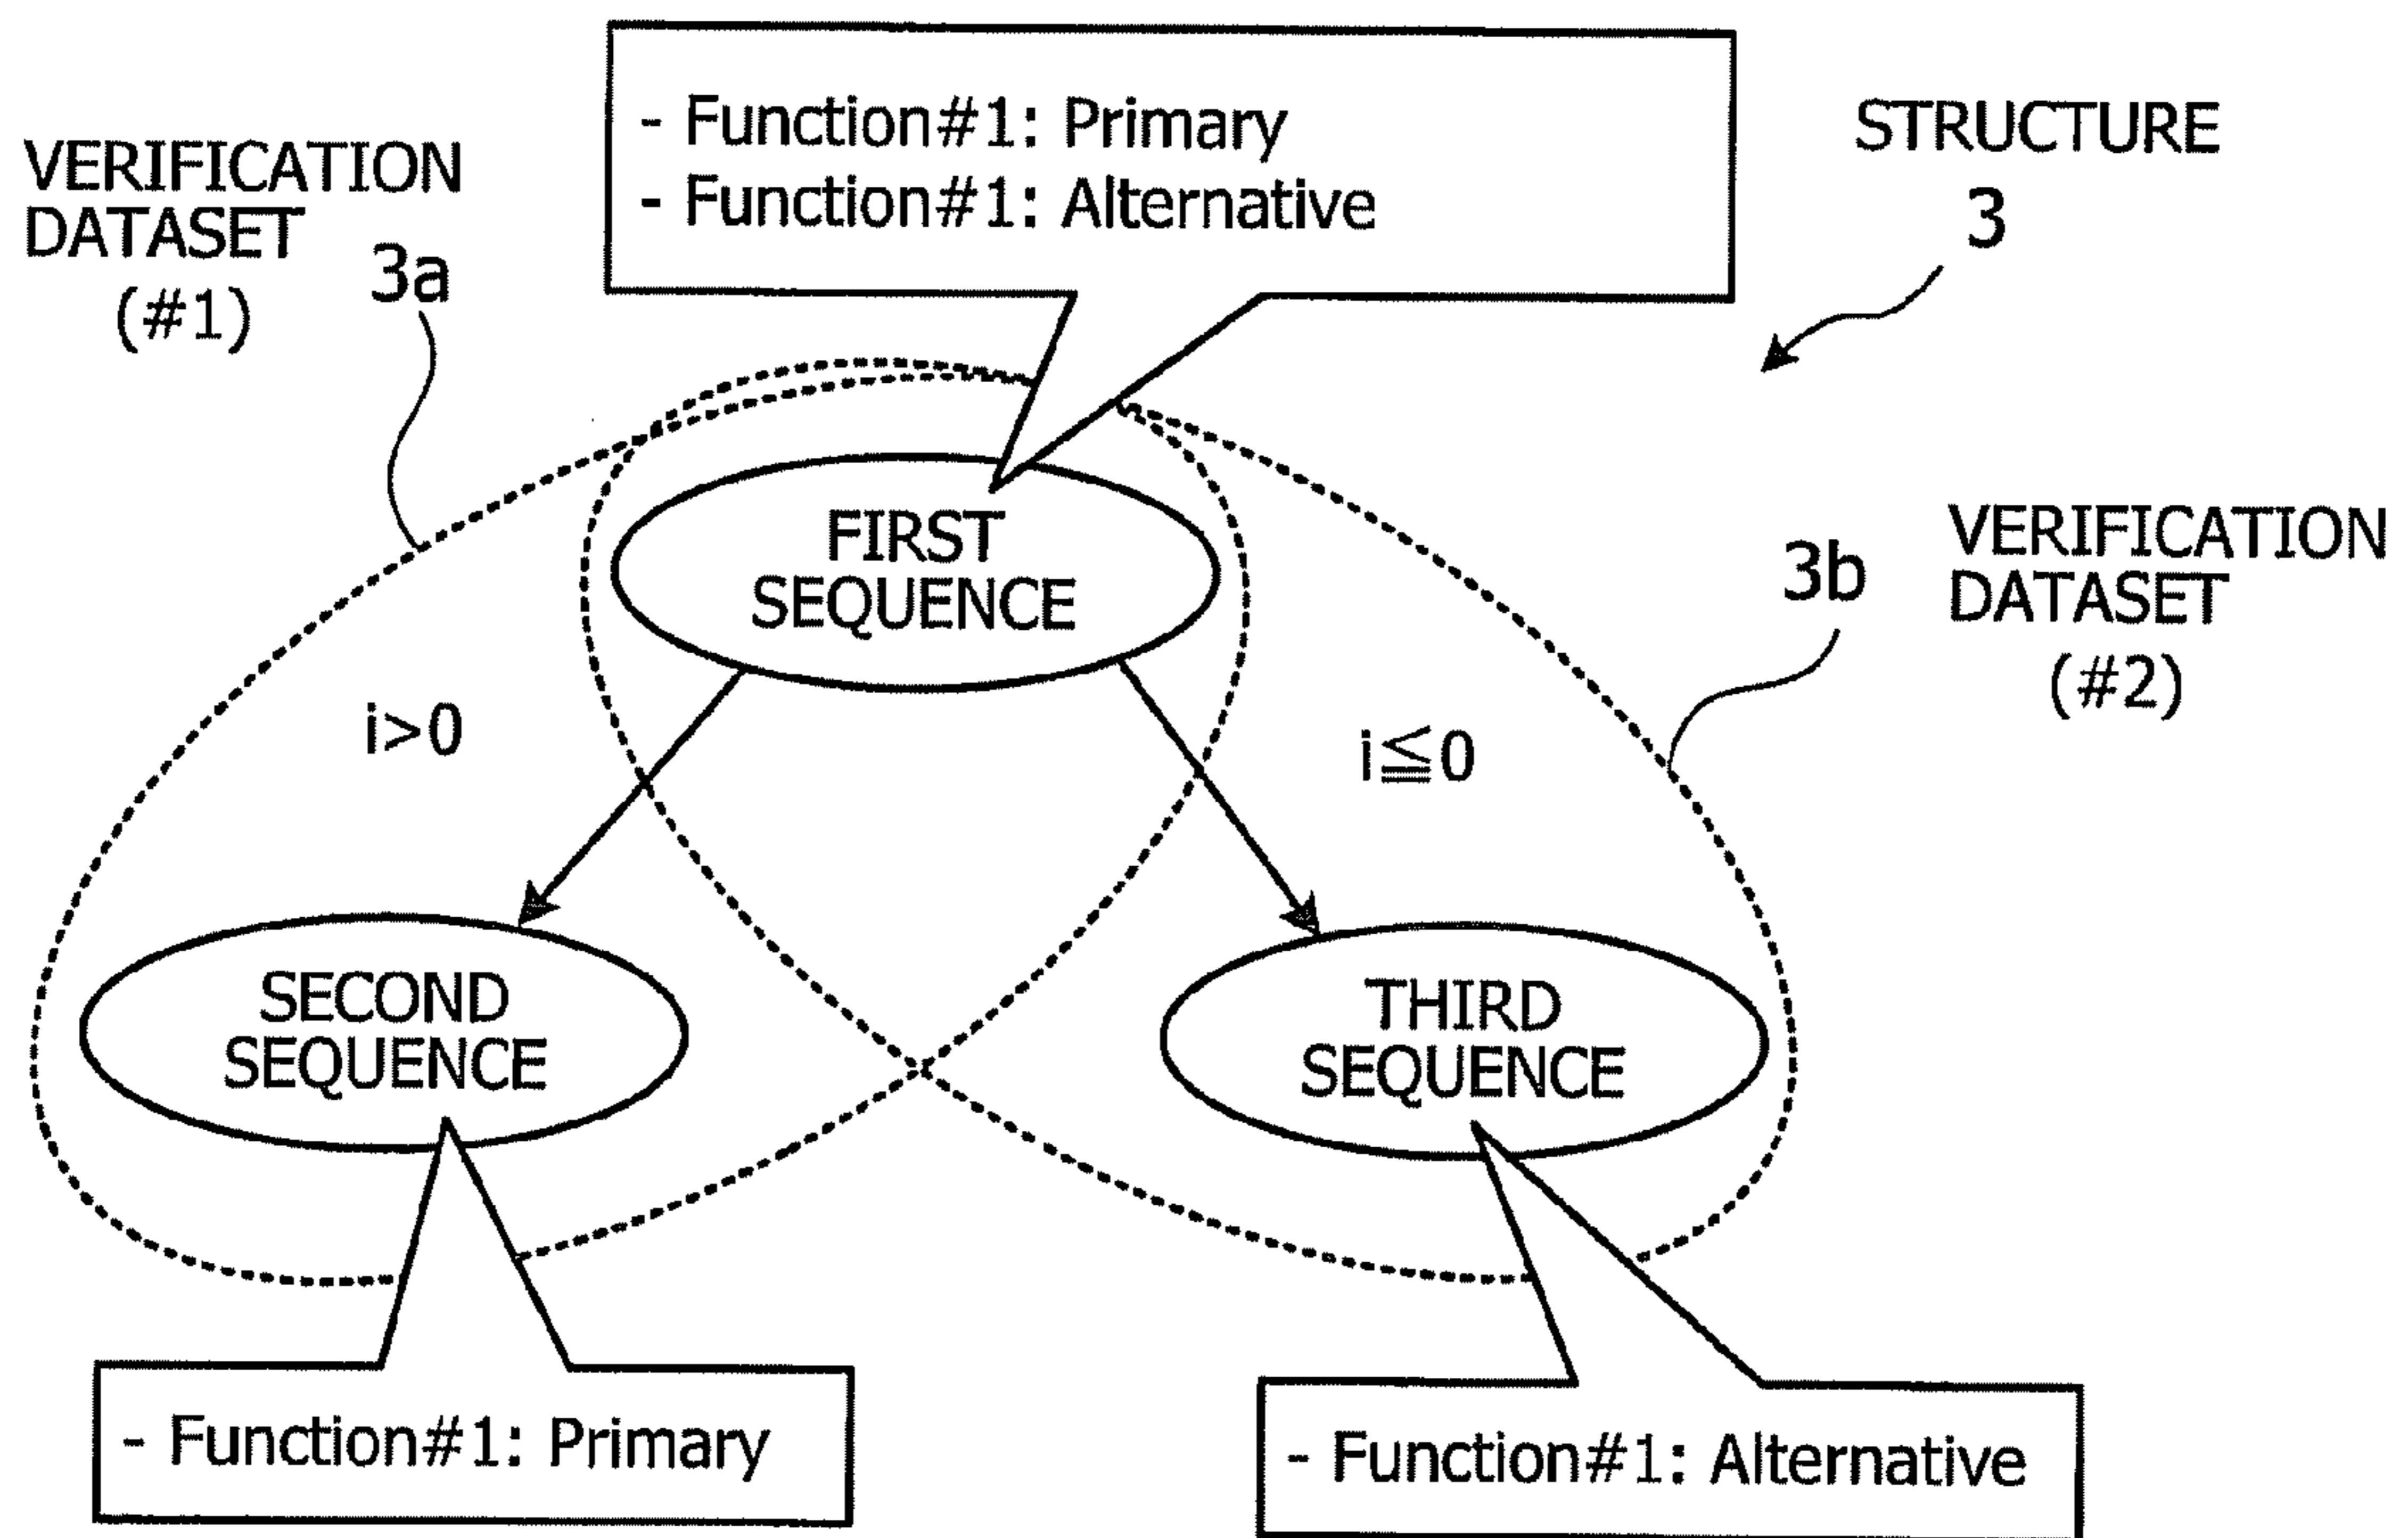 - Function#1: Primary
- Function#1: Alternative
STRUCTURE
3
VERIFICATION
DATASET
(#1)
3a
FIRST
SEQUENCE
VERIFICATION
DATASET
(#2)
3b
i>0
i≦0
SECOND
SEQUENCE
THIRD
SEQUENCE
- Function#1: Primary
- Function#1: Alternative